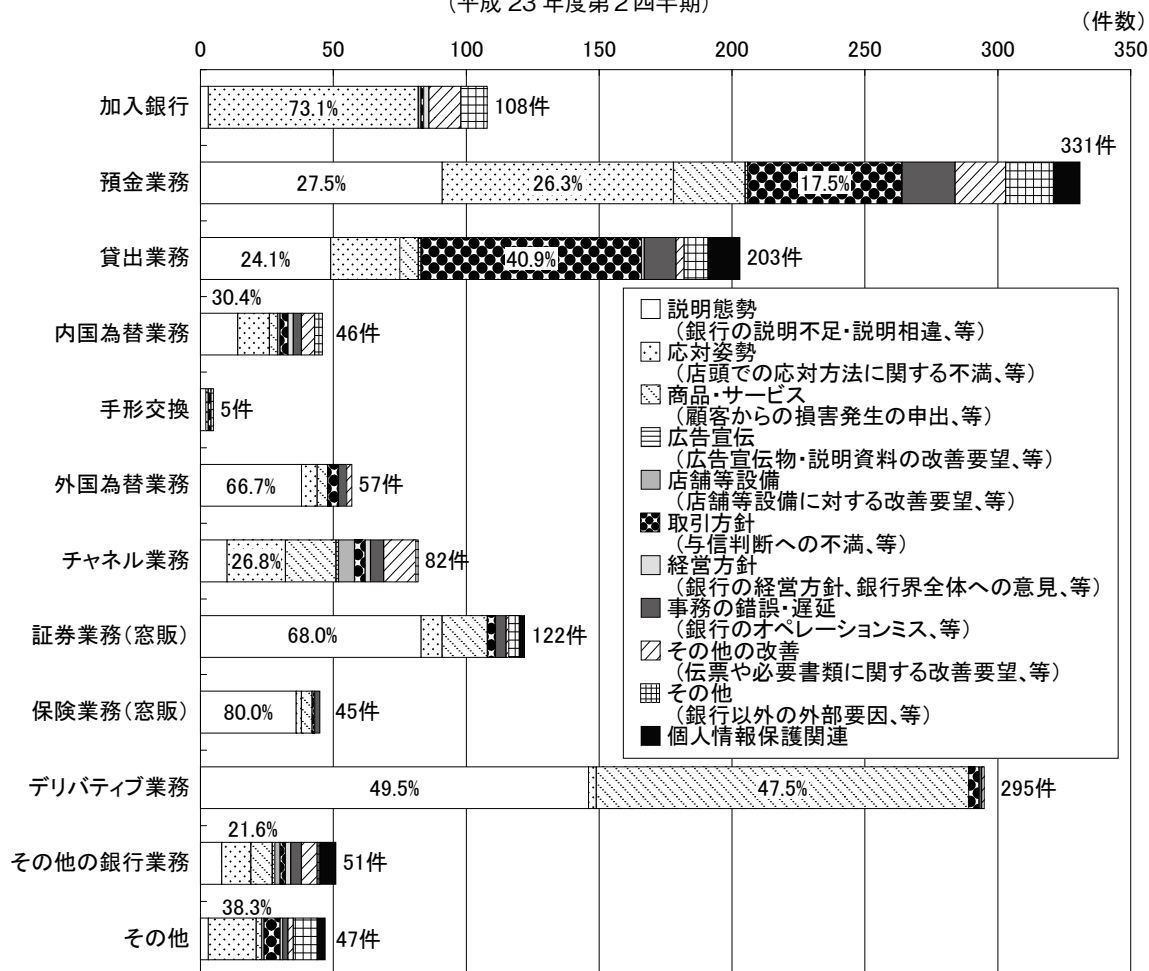 (平成 23 年度第2四半期)
(件数)
0 50 100 150 200 250 300 350
加入銀行 73.1% 108件
331件
預金業務 27.5% 26.3% 17.5%
貸出業務 24.1% 40.9% 203件
30.4%
内国為替業務 46件
手形交換 5件
外国為替業務 66.7% 57件
チャネル業務 26.8% 82件
証券業務(窓販) 68.0% 122件
保険業務(窓販) 80.0% 45件
デリバティブ業務 49.5% 47.5% 295件
21.6%
その他の銀行業務 51件
38.3%
その他 47件
説明態勢
(銀行の説明不足・説明相違、等)
応対姿勢
(店頭での応対方法に関する不満、等)
商品・サービス
(顧客からの損害発生の申出、等)
広告宣伝
(広告宣伝物・説明資料の改善要望、等)
店舗等設備
(店舗等設備に対する改善要望、等)
取引方針
(与信判断への不満、等)
経営方針
(銀行の経営方針、銀行界全体への意見、等)
事務の錯誤・遅延
(銀行のオペレーションミス、等)
その他の改善
(伝票や必要書類に関する改善要望、等)
その他
(銀行以外の外部要因、等)
個人情報保護関連